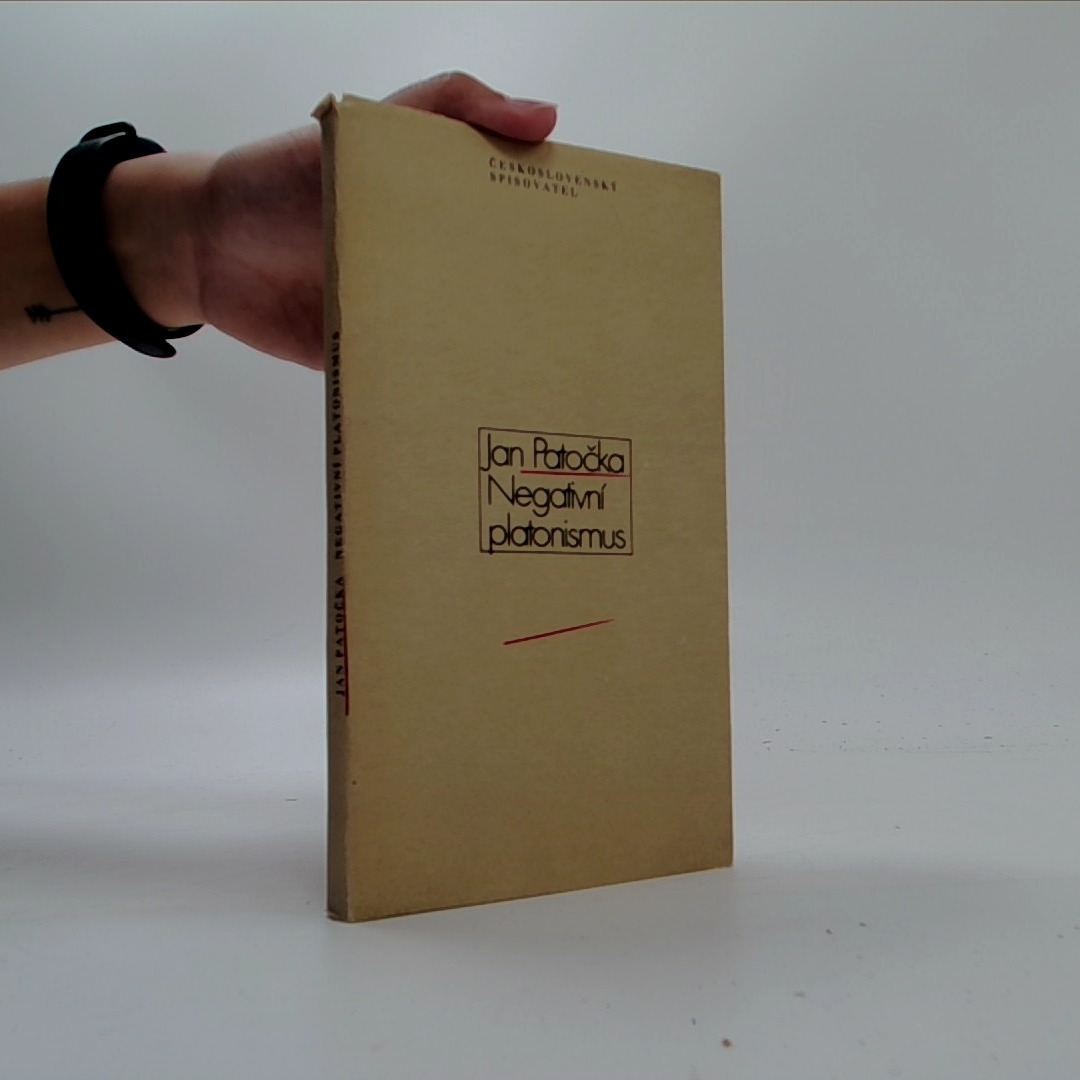 ČESKOSLOVENSKÝ
SPISOVATEL
Jan Patočka
Negativní
platonismus
JAN PATOČKA NEGATIVNÍ PLATONISMUS